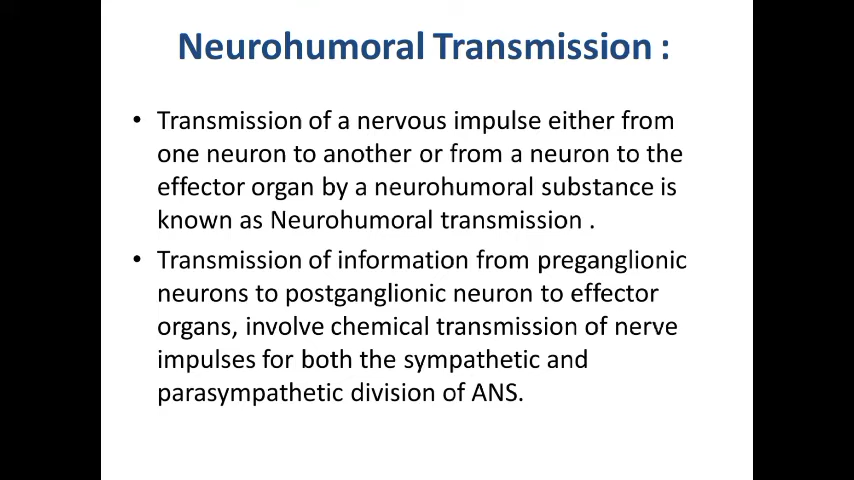 Neurohumoral Transmission :
• Transmission of a nervous impulse either from
one neuron to another or from a neuron to the
effector organ by a neurohumoral substance is
known as Neurohumoral transmission .
• Transmission of information from preganglionic
neurons to postganglionic neuron to effector
organs, involve chemical transmission of nerve
impulses for both the sympathetic and
parasympathetic division of ANS.